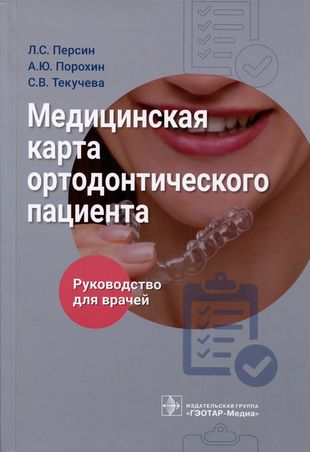 Л.С. Персин
А.Ю. Порохин
С.В. Текучева
Медицинская
карта
ортодонтического
пациента
Руководство
для врачей
ИЗДАТЕЛЬСКАЯ ГРУППА
«ГЭОТАР-Медиа»